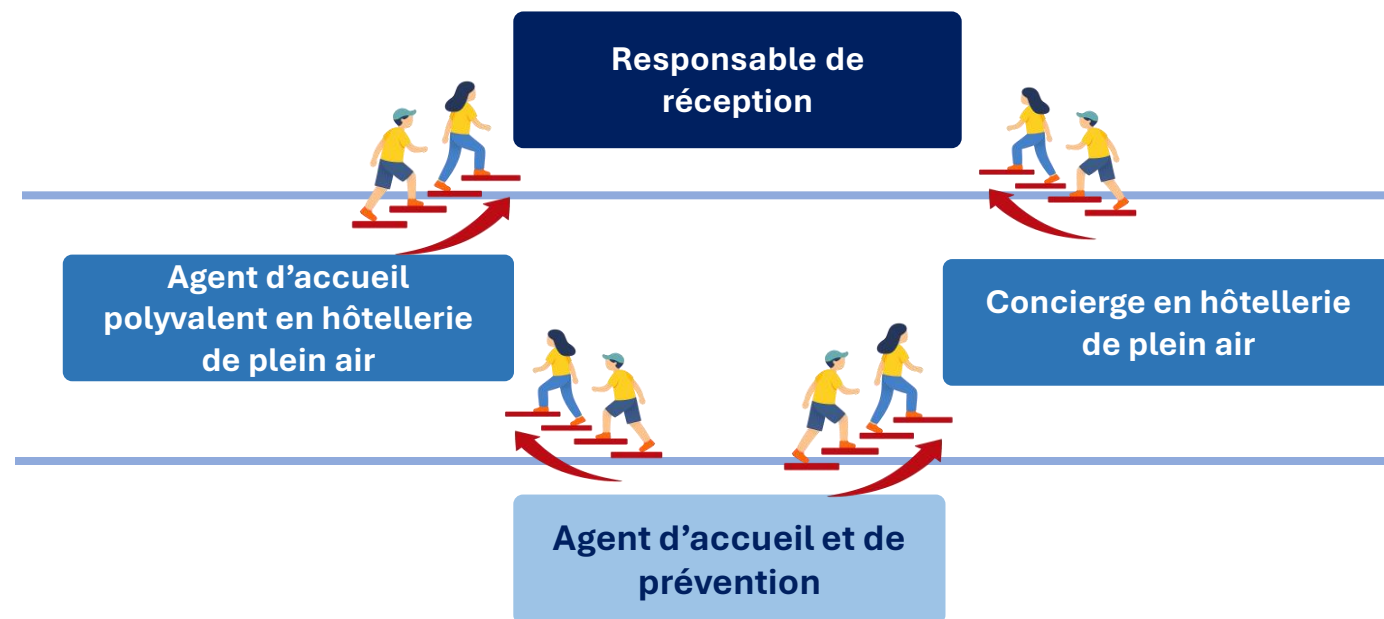 Responsable de
réception
Agent d’accueil
polyvalent en hôtellerie
de plein air
Concierge en hôtellerie
de plein air
Agent d’accueil et de
prévention